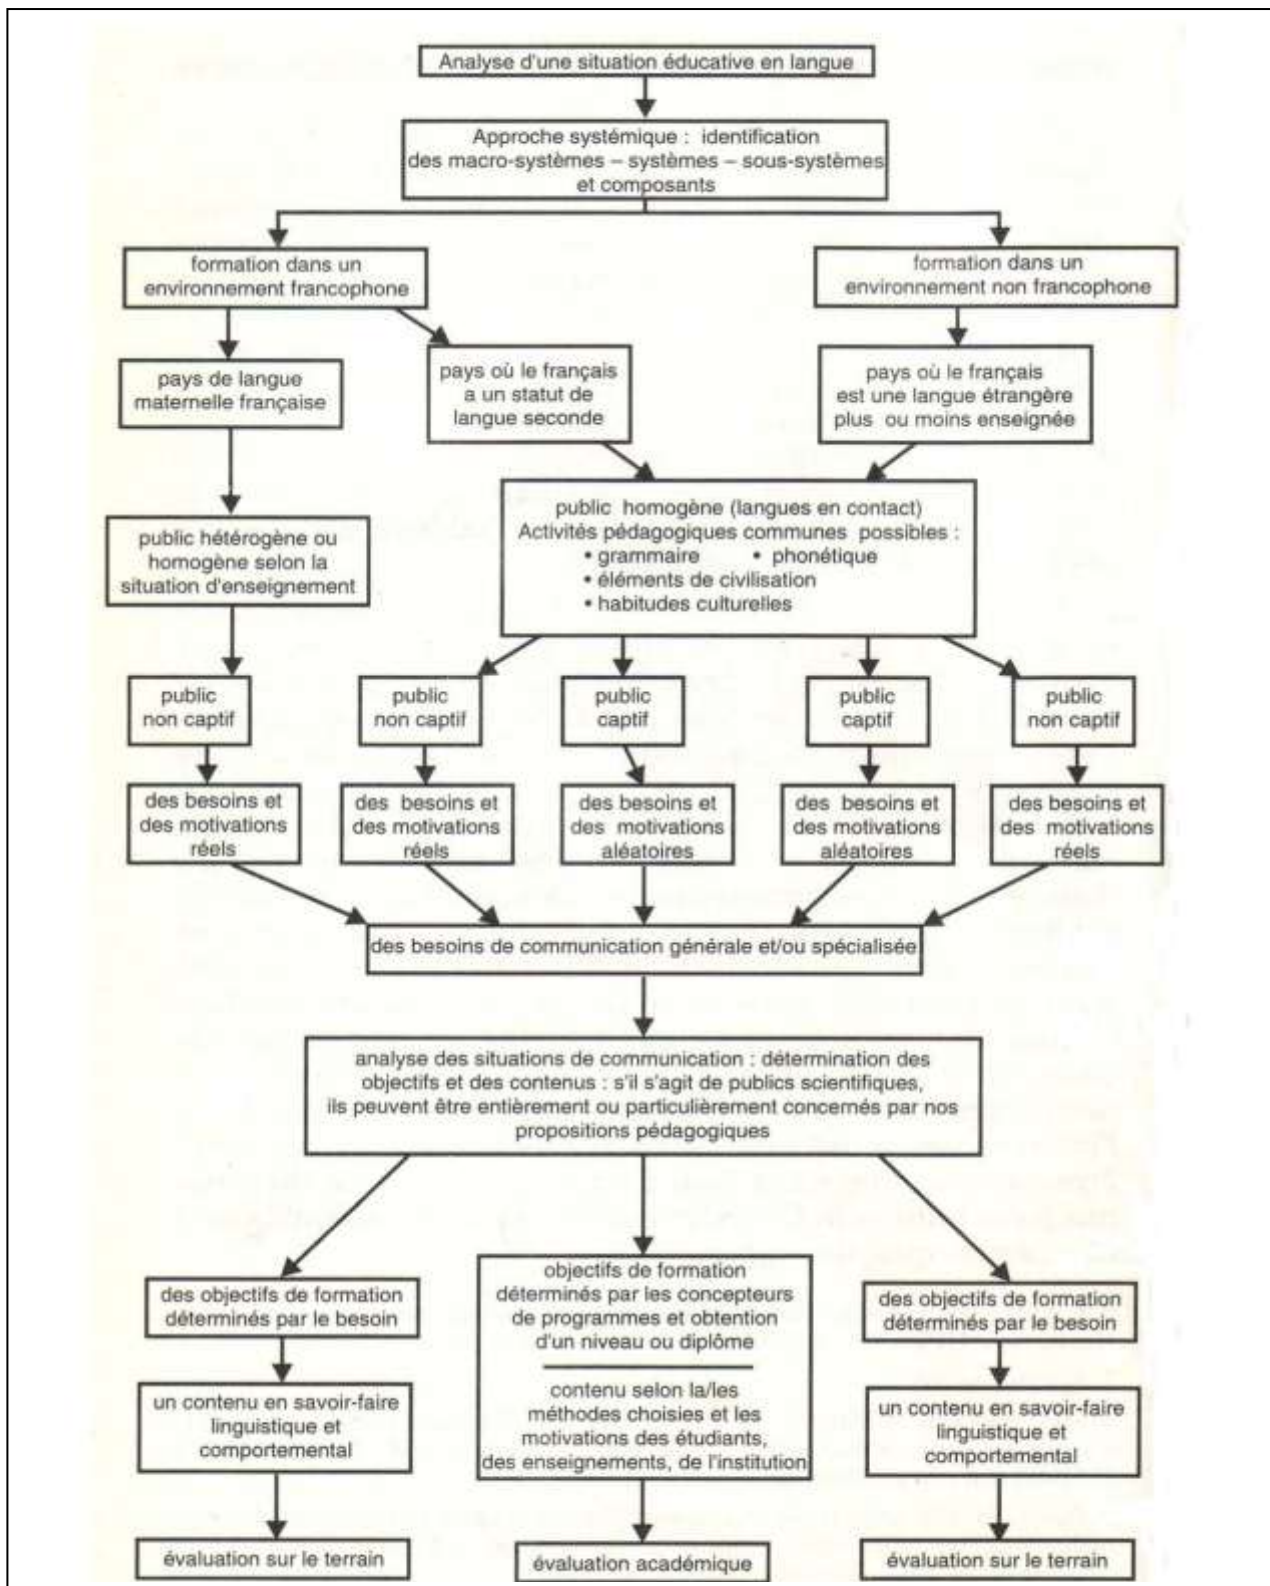 Analyse d'une situation éducative en langue
Approche systémique : identification
des macro-systèmes – systèmes – sous-systèmes
et composants
formation dans un
environnement francophone
formation dans un
environnement non francophone
pays de langue
maternelle française
pays où le français
a un statut de
langue seconde
pays où le français
est une langue étrangère
plus ou moins enseignée
public hétérogène ou
homogène selon la
situation d'enseignement
public homogène (langues en contact)
Activités pédagogiques communes possibles :
• grammaire • phonétique
• éléments de civilisation
• habitudes culturelles
public
non captif
public
non captif
public
captif
public
captif
public
non captif
des besoins et
des motivations
réels
des besoins et
des motivations
réels
des besoins et
des motivations
aléatoires
des besoins et
des motivations
aléatoires
des besoins et
des motivations
réels
des besoins de communication générale et/ou spécialisée
analyse des situations de communication : détermination des
objectifs et des contenus : s'il s'agit de publics scientifiques,
ils peuvent être entièrement ou particulièrement concernés par nos
propositions pédagogiques
des objectifs de formation
déterminés par le besoin
objectifs de formation
déterminés par les concepteurs
de programmes et obtention
d'un niveau ou diplôme
contenu selon la/les
méthodes choisies et les
motivations des étudiants,
des enseignements, de l'institution
des objectifs de formation
déterminés par le besoin
un contenu en savoir-faire
linguistique et
comportemental
un contenu en savoir-faire
linguistique et
comportemental
évaluation sur le terrain
évaluation académique
évaluation sur le terrain